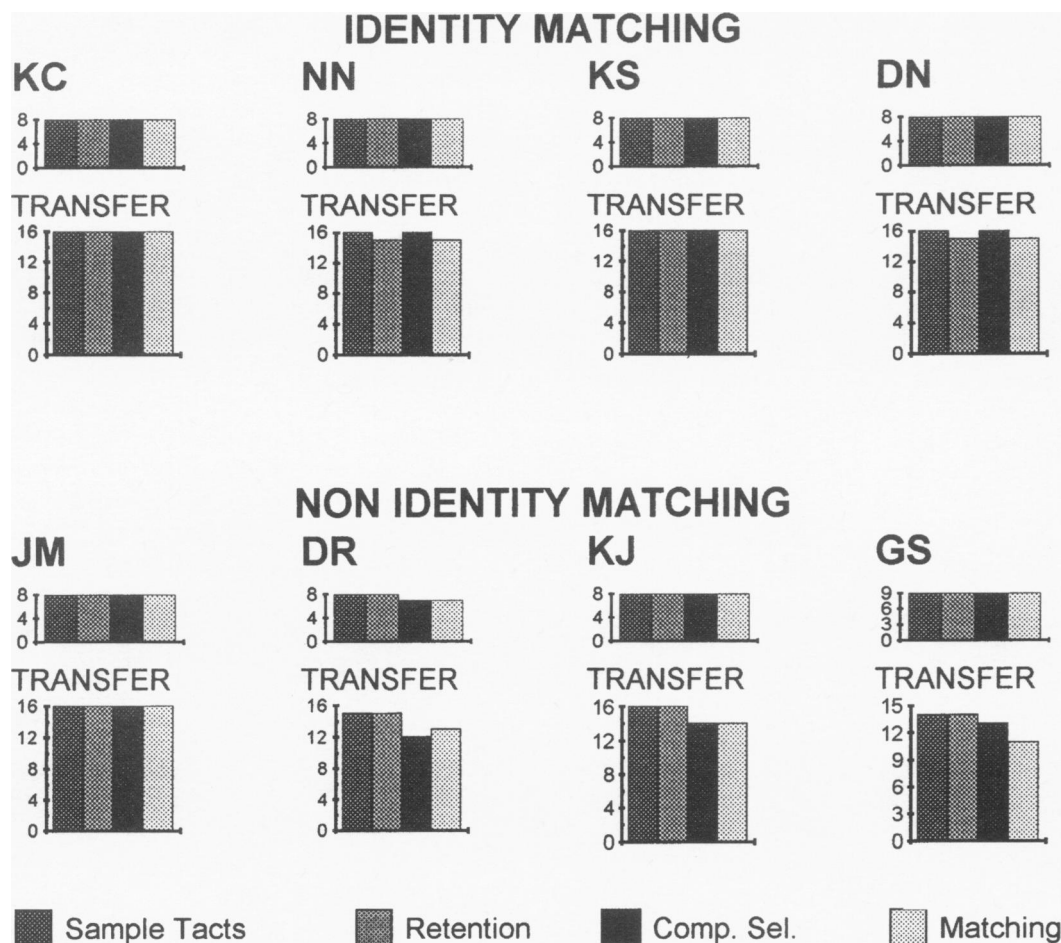 IDENTITY MATCHING
KC NN KS DN
8 8 8 8
4 4 4 4
0 0 0 0
TRANSFER TRANSFER TRANSFER TRANSFER
16 16 16 16
12 12 12 12
8 8 8 8
4 4 4 4
0 0 0 0
NON IDENTITY MATCHING
JM DR KJ GS
8 8 8 9
6
4 4 4
3
0 0 0 0
TRANSFER TRANSFER TRANSFER TRANSFER
16 16 16 15
12 12 12 12
9
8 8 8 6
4 4 4 3
0 0 0 0
Sample Tacts Retention Comp. Sel. Matching